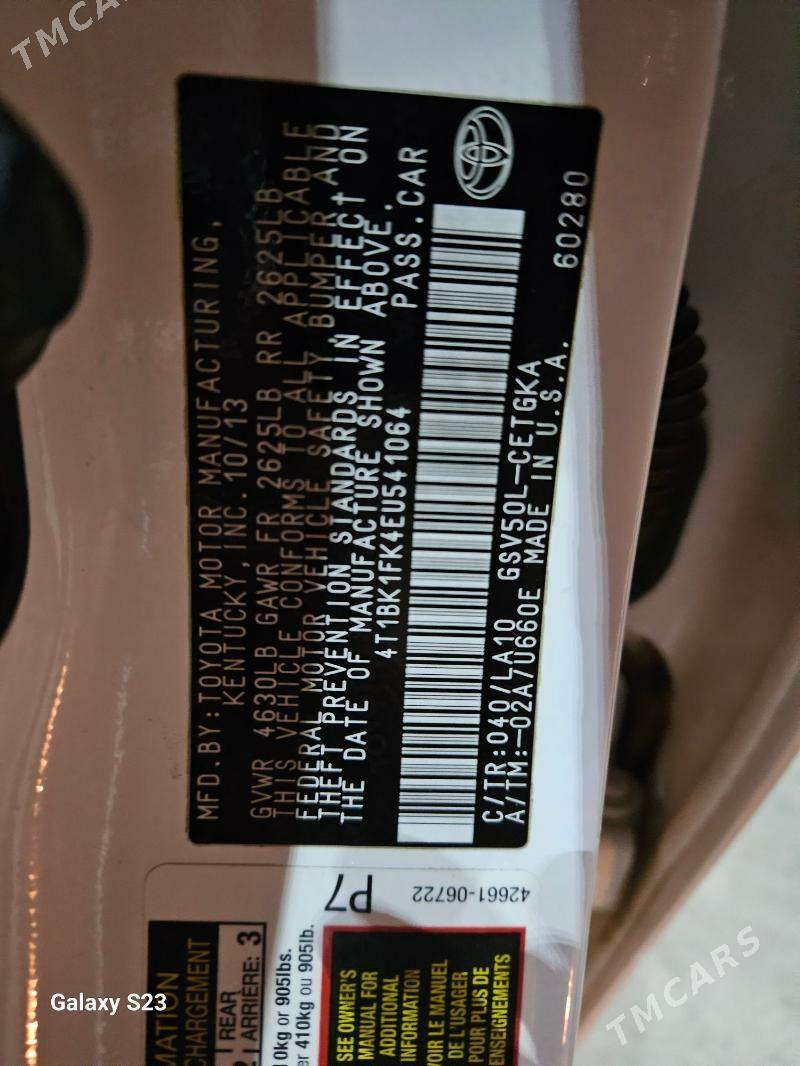 TMCARS
MFD.BY:TOYOTA MOTOR MANUFACTURING,
KENTUCKY,INC.10/13
GVWR 4630LB GAWR FR 2625LB RR 2625LB
THIS VEHICLE CONFORMS TO ALL APPLICABLE
FEDERAL MOTOR VEHICLE SAFETY BUMPER AND
THEFT PREVENTION STANDARDS IN EFFECT ON
THE DATE OF MANUFACTURE SHOWN ABOVE.
4T1BK1FK4EU541064 PASS.CAR
C/TR:040/LA10 GSV50L-CETGKA
A/TM:-02A/U660E MADE IN U.S.A.
60280
P7
42661-06722
MATION
CHARGEMENT
REAR
ARRIERE: 3
0kg or 905lbs.
er 410kg ou 905lb.
SEE OWNER'S
MANUAL FOR
ADDITIONAL
INFORMATION
VOIR LE MANUEL
DE L'USAGER
POUR PLUS DE
RENSEIGNEMENTS
Galaxy S23
TMCARS